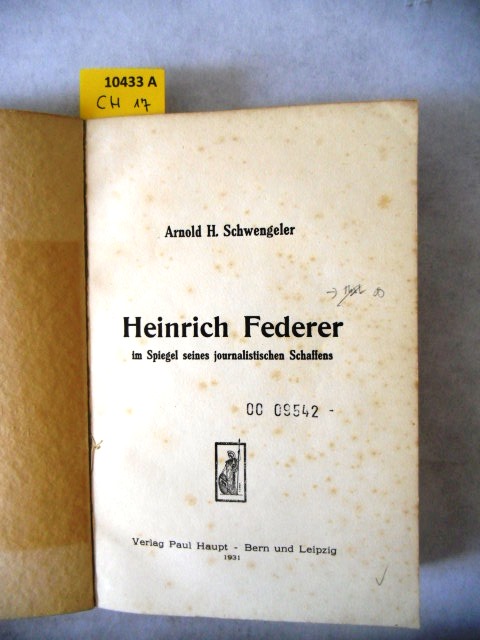 10433 A
CH 17
Arnold H. Schwengeler
Heinrich Federer
im Spiegel seines journalistischen Schaffens
00 09542 -
Verlag Paul Haupt - Bern und Leipzig
1931